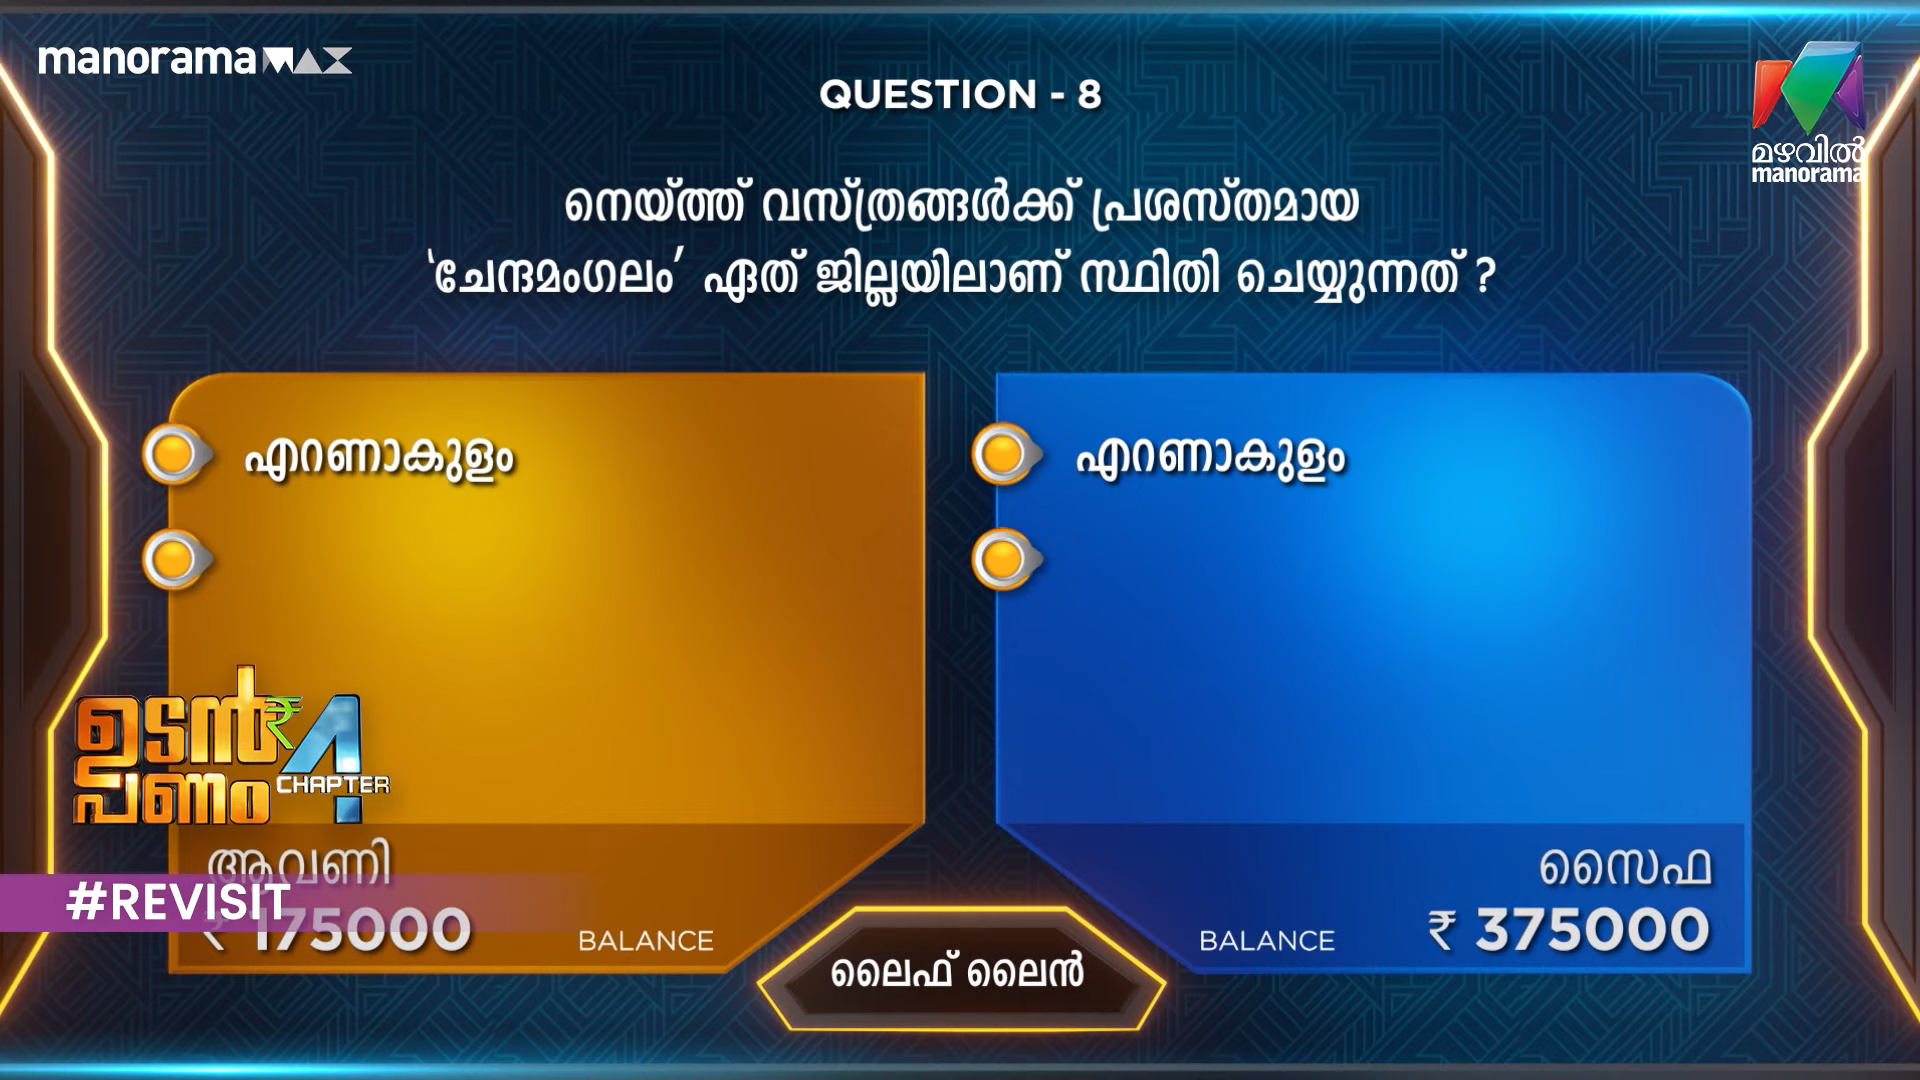 manorama MAX
മഴവിൽ
manorama
QUESTION - 8
നെയ്ത്ത് വസ്ത്രങ്ങൾക്ക് പ്രശസ്തമായ
‘ചേന്ദമംഗലം’ ഏത് ജില്ലയിലാണ് സ്ഥിതി ചെയ്യുന്നത് ?
എറണാകുളം
എറണാകുളം
ഉടൻ
പണം
CHAPTER
4
ആവണി
#REVISIT
₹ 175000
BALANCE
സൈഫ
BALANCE
₹ 375000
ലൈഫ് ലൈൻ